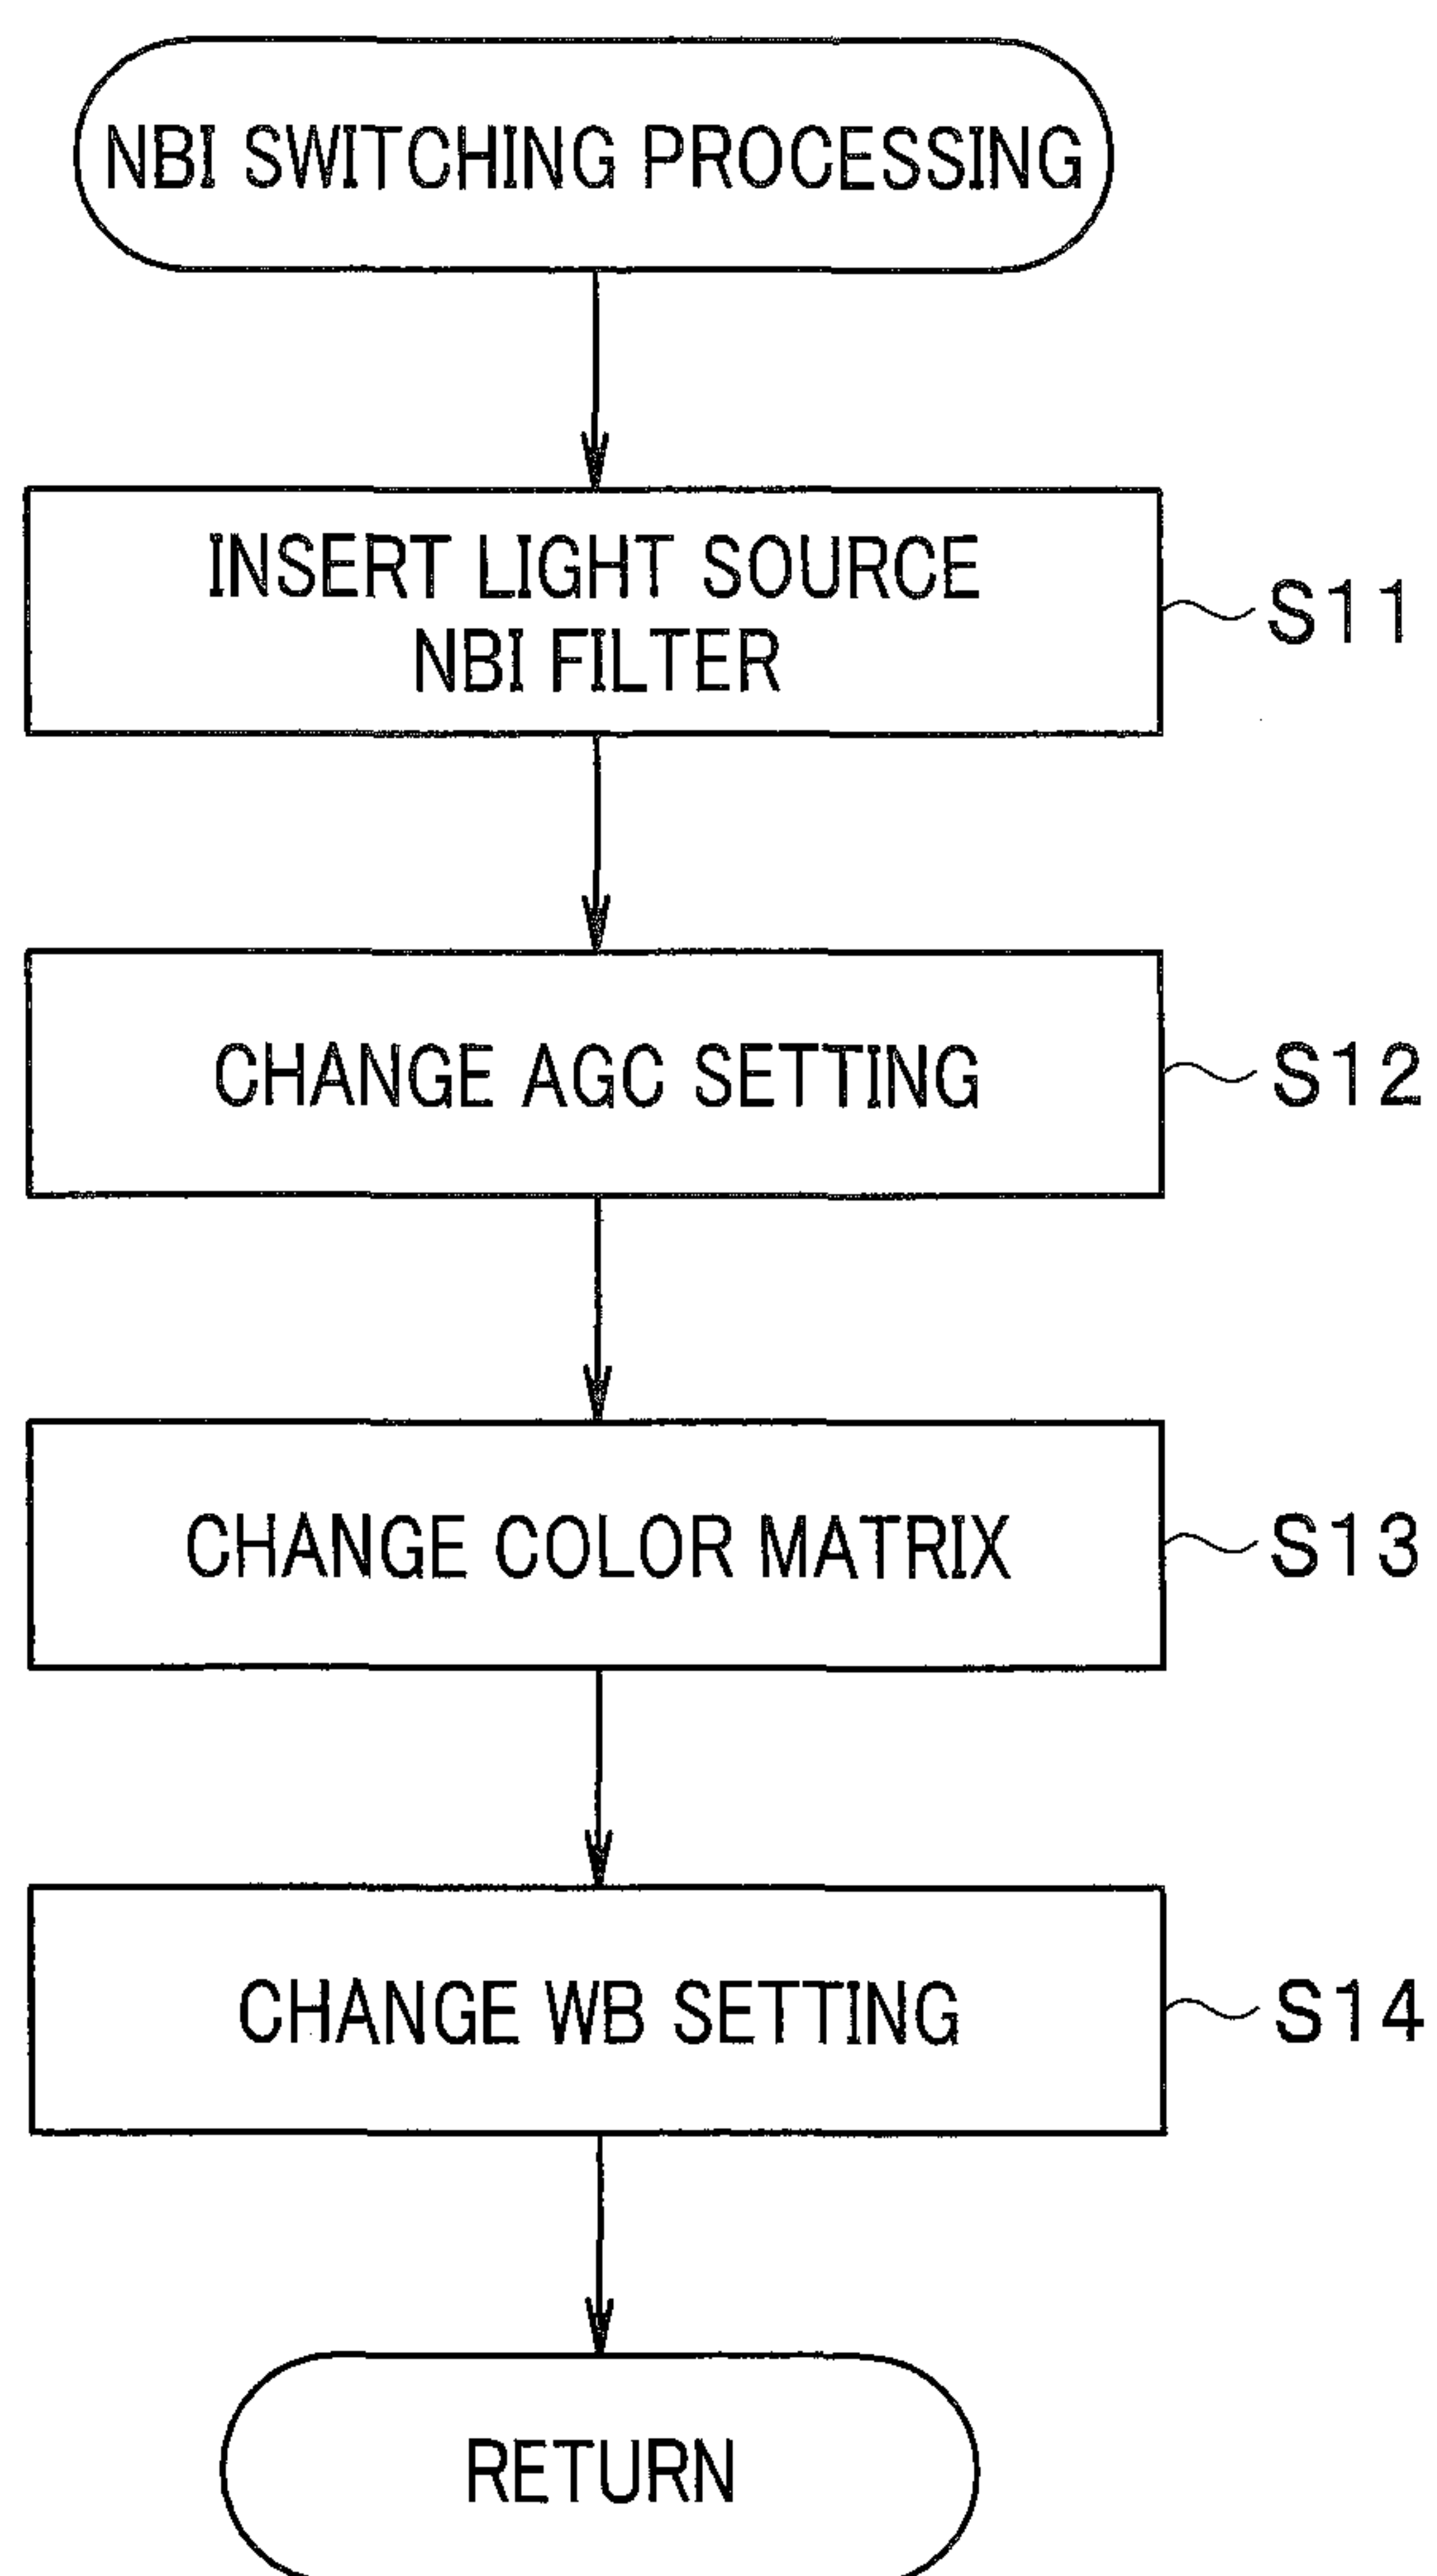 NBI SWITCHING PROCESSING
INSERT LIGHT SOURCE
NBI FILTER
S11
CHANGE AGC SETTING
S12
CHANGE COLOR MATRIX
S13
CHANGE WB SETTING
S14
RETURN